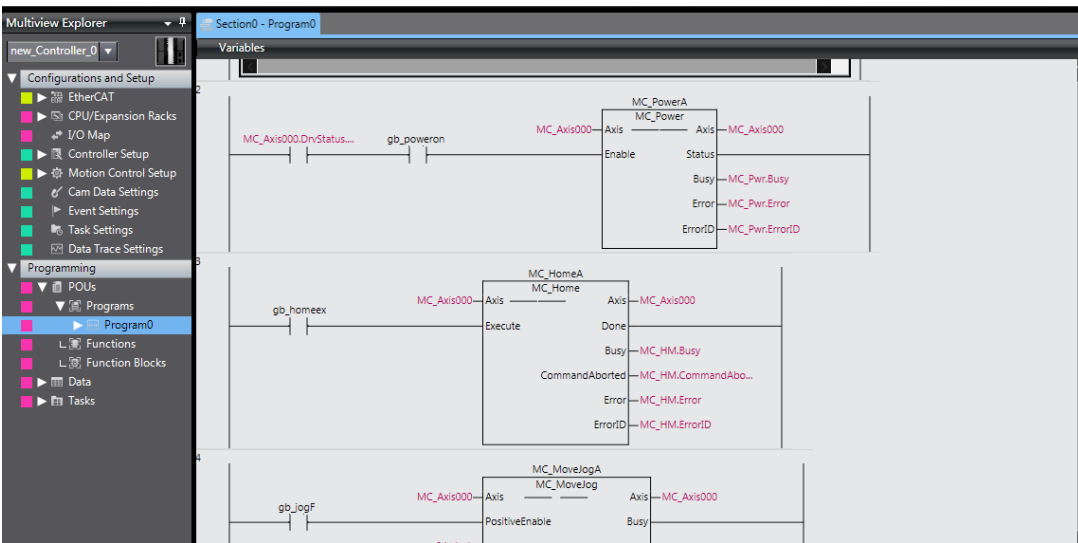 Multiview Explorer
new_Controller_0
Configurations and Setup
EtherCAT
CPU/Expansion Racks
I/O Map
Controller Setup
Motion Control Setup
Cam Data Settings
Event Settings
Task Settings
Data Trace Settings
Programming
POUs
Programs
Program0
Functions
Function Blocks
Data
Tasks
Section0 - Program0
Variables
2
MC_PowerA
MC_Power
MC_Axis000.DrvStatus....
gb_poweron
MC_Axis000 Axis Axis MC_Axis000
Enable Status
Busy MC_Pwr.Busy
Error MC_Pwr.Error
ErrorID MC_Pwr.ErrorID
3
MC_HomeA
MC_Home
gb_homeex
MC_Axis000 Axis Axis MC_Axis000
Execute Done
Busy MC_HM.Busy
CommandAborted MC_HM.CommandAbo...
Error MC_HM.Error
ErrorID MC_HM.ErrorID
4
MC_MoveJogA
MC_MoveJog
gb_jogF
MC_Axis000 Axis Axis MC_Axis000
PositiveEnable Busy